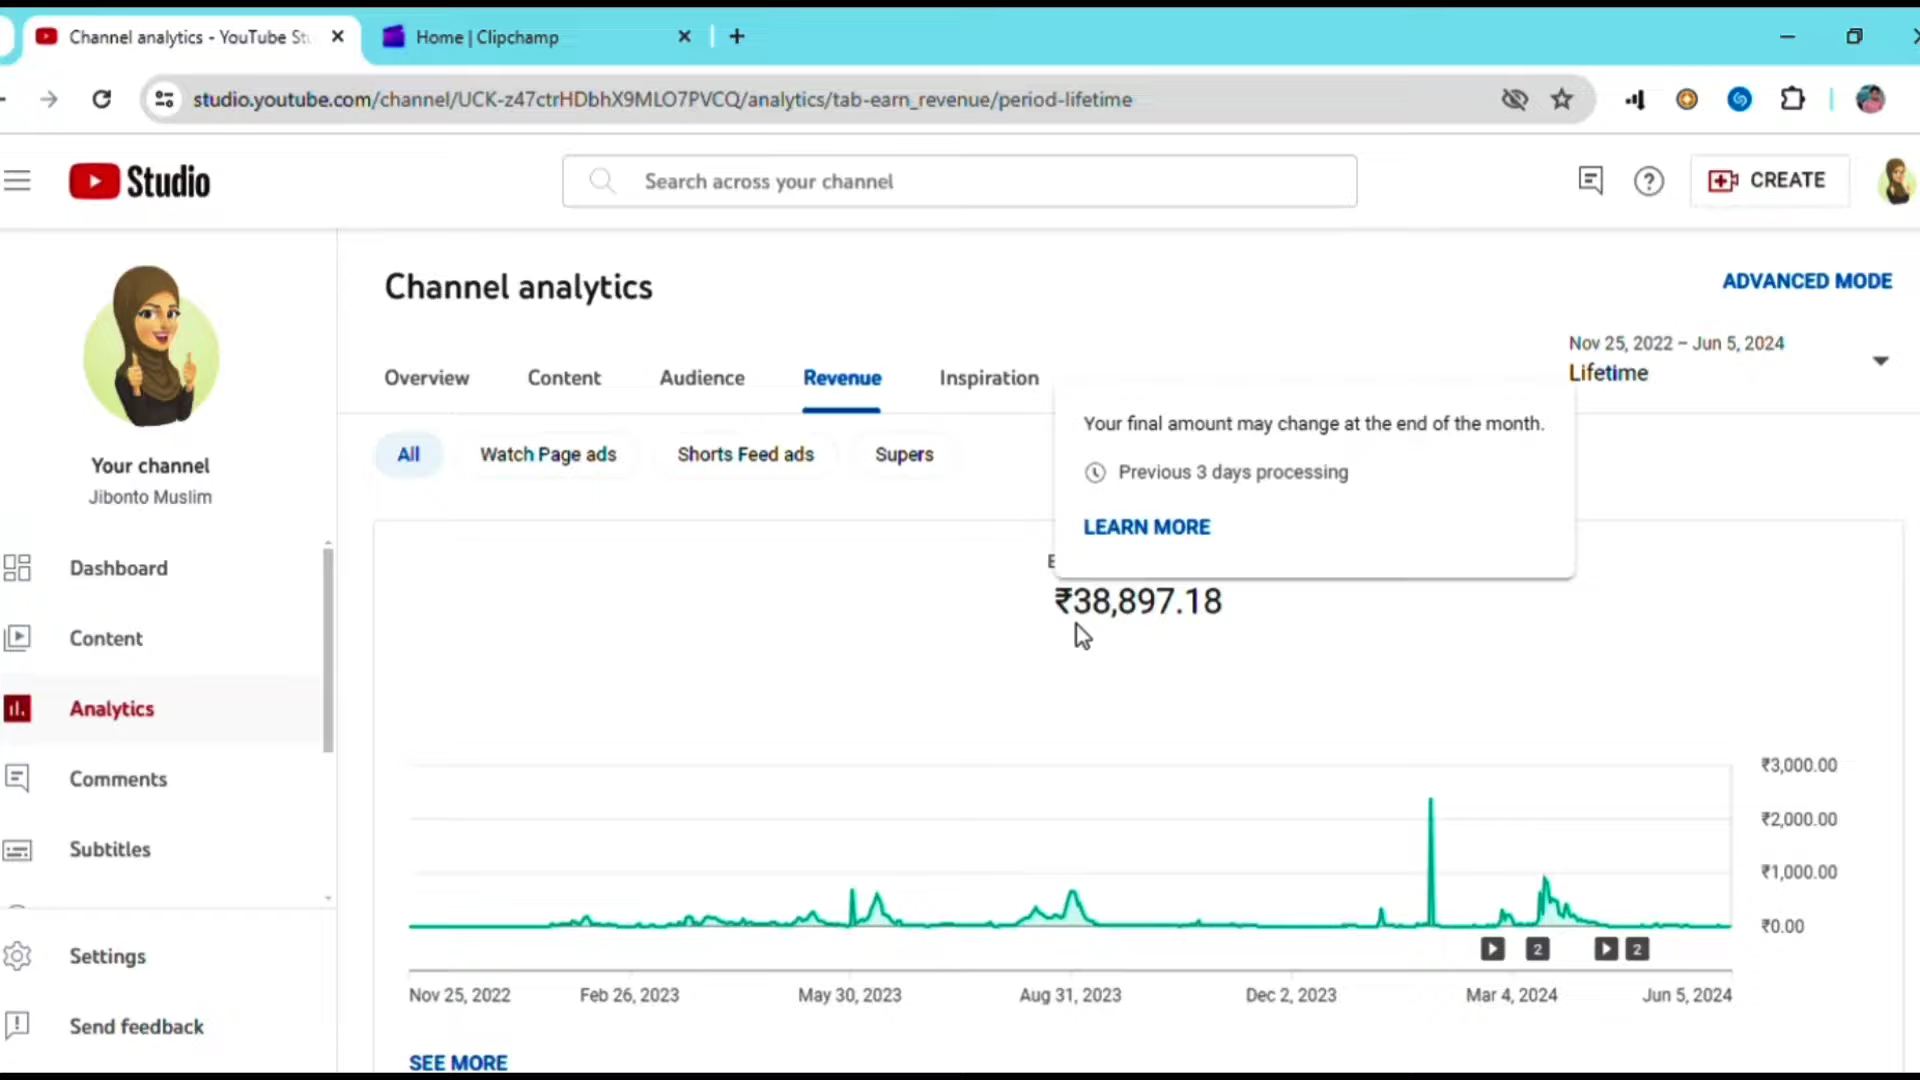 Channel analytics - YouTube St
Home | Clipchamp
studio.youtube.com/channel/UCK-z47ctrHDbhX9MLO7PVCQ/analytics/tab-earn_revenue/period-lifetime
Studio
Search across your channel
CREATE
Your channel
Jibonto Muslim
Dashboard
Content
Analytics
Comments
Subtitles
Settings
Send feedback
Channel analytics
ADVANCED MODE
Nov 25, 2022 – Jun 5, 2024
Lifetime
Overview Content Audience Revenue Inspiration
All Watch Page ads Shorts Feed ads Supers
Your final amount may change at the end of the month.
Previous 3 days processing
LEARN MORE
₹38,897.18
₹3,000.00
₹2,000.00
₹1,000.00
₹0.00
2 2
Nov 25, 2022 Feb 26, 2023 May 30, 2023 Aug 31, 2023 Dec 2, 2023 Mar 4, 2024 Jun 5, 2024
SEE MORE